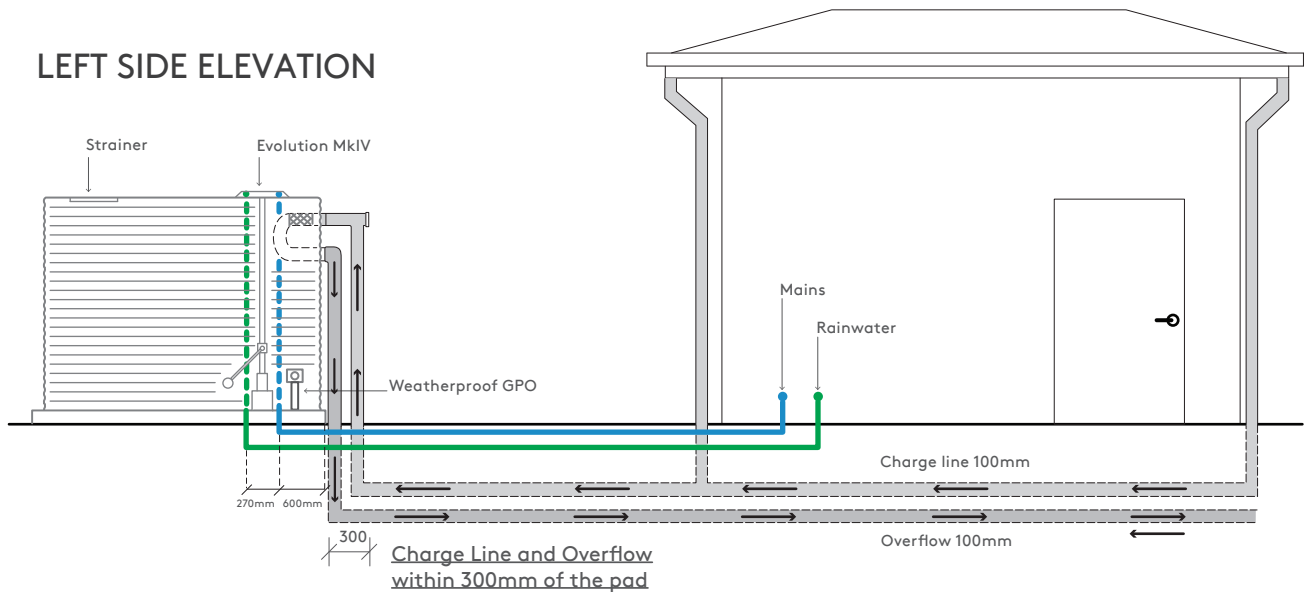 LEFT SIDE ELEVATION
Strainer
Evolution MkIV
Mains
Rainwater
Weatherproof GPO
Charge line 100mm
270mm
600mm
Overflow 100mm
300
Charge Line and Overflow
within 300mm of the pad